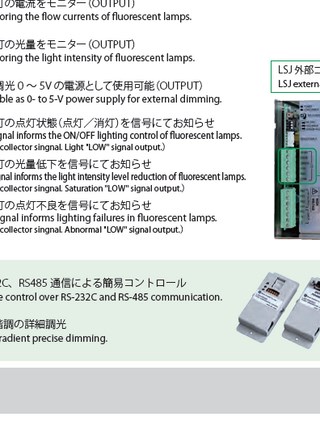 灯の電流をモニター（OUTPUT）
oring the flow currents of fluorescent lamps.
灯の光量をモニター（OUTPUT）
oring the light intensity of fluorescent lamps.
調光 0 ～ 5V の電源として使用可能（OUTPUT）
ble as 0- to 5-V power supply for external dimming.
灯の点灯状態（点灯／消灯）を信号にてお知らせ
gnal informs the ON/OFF lighting control of fluorescent lamps.
collector singnal. Light "LOW" signal output.）
灯の光量低下を信号にてお知らせ
gnal informs the light intensity level reduction of fluorescent lamps.
collector singnal. Saturation "LOW" signal output.）
灯の点灯不良を信号にてお知らせ
ignal informs lighting failures in fluorescent lamps.
collector singnal. Abnormal "LOW" signal output.）
LSJ 外部コ
LSJ extern
2C、RS485 通信による簡易コントロール
e control over RS-232C and RS-485 communication.
階調の詳細調光
radient precise dimming.